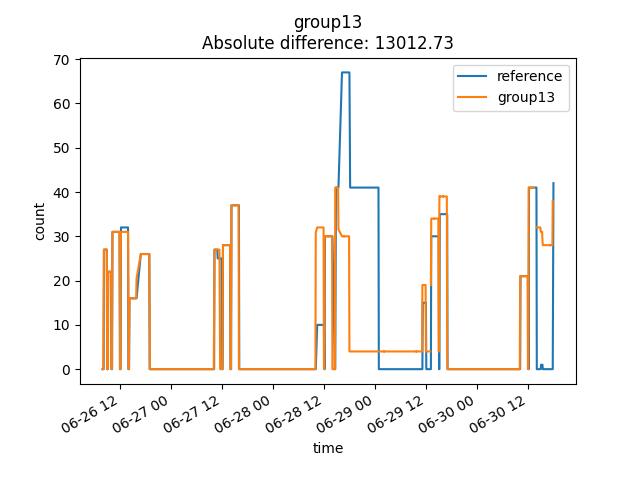 group13
Absolute difference: 13012.73
70
60
50
40
30
20
10
0
count
reference
group13
06-26 12
06-27 00
06-27 12
06-28 00
06-28 12
06-29 00
06-29 12
06-30 00
06-30 12
time